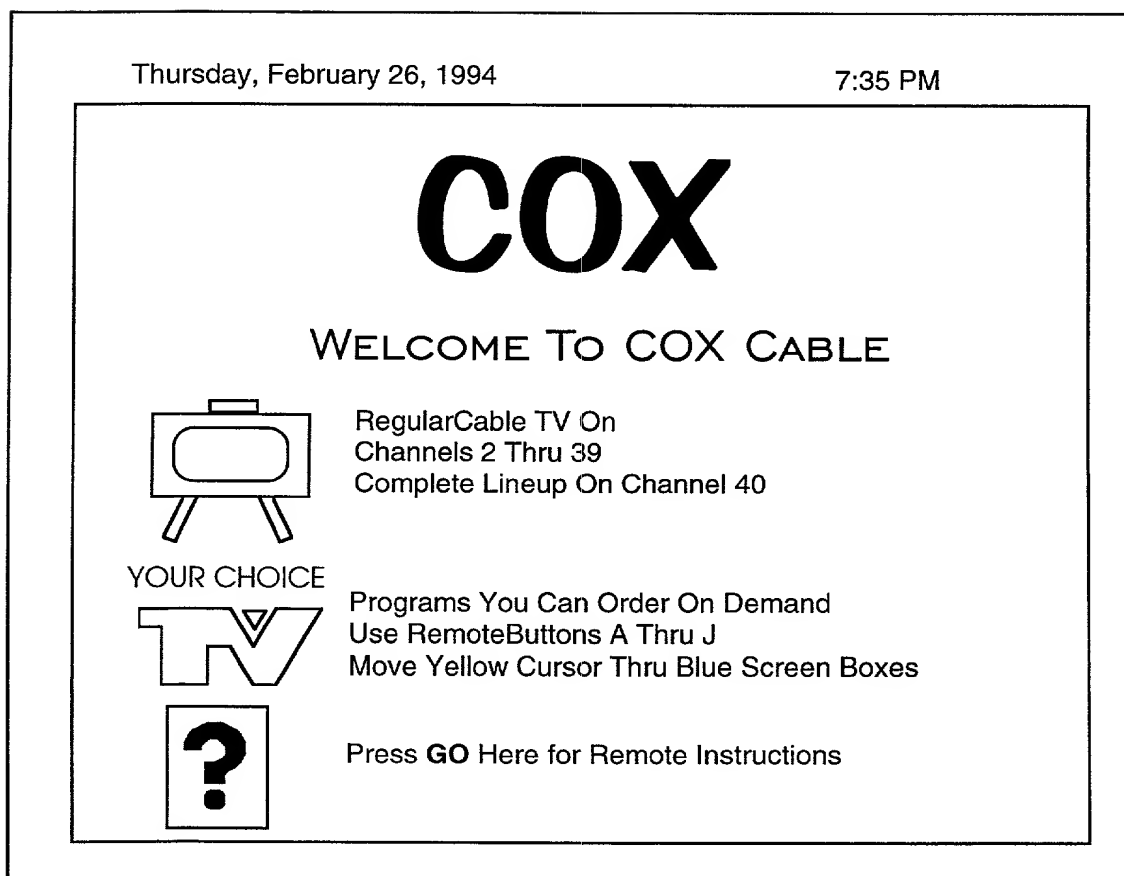 Thursday, February 26, 1994 7:35 PM
COX
WELCOME TO COX CABLE
RegularCable TV On
Channels 2 Thru 39
Complete Lineup On Channel 40
YOUR CHOICE
TV
Programs You Can Order On Demand
Use RemoteButtons A Thru J
Move Yellow Cursor Thru Blue Screen Boxes
?
Press GO Here for Remote Instructions